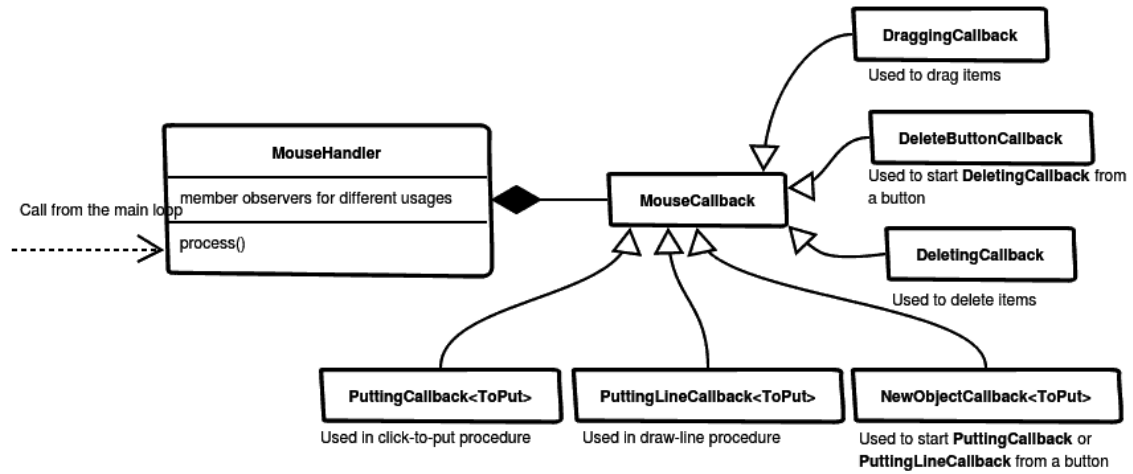 DraggingCallback
Used to drag items
DeleteButtonCallback
Used to start DeletingCallback from
a button
MouseHandler
member observers for different usages
process()
Call from the main loop
MouseCallback
DeletingCallback
Used to delete items
PuttingCallback<ToPut>
Used in click-to-put procedure
PuttingLineCallback<ToPut>
Used in draw-line procedure
NewObjectCallback<ToPut>
Used to start PuttingCallback or
PuttingLineCallback from a button